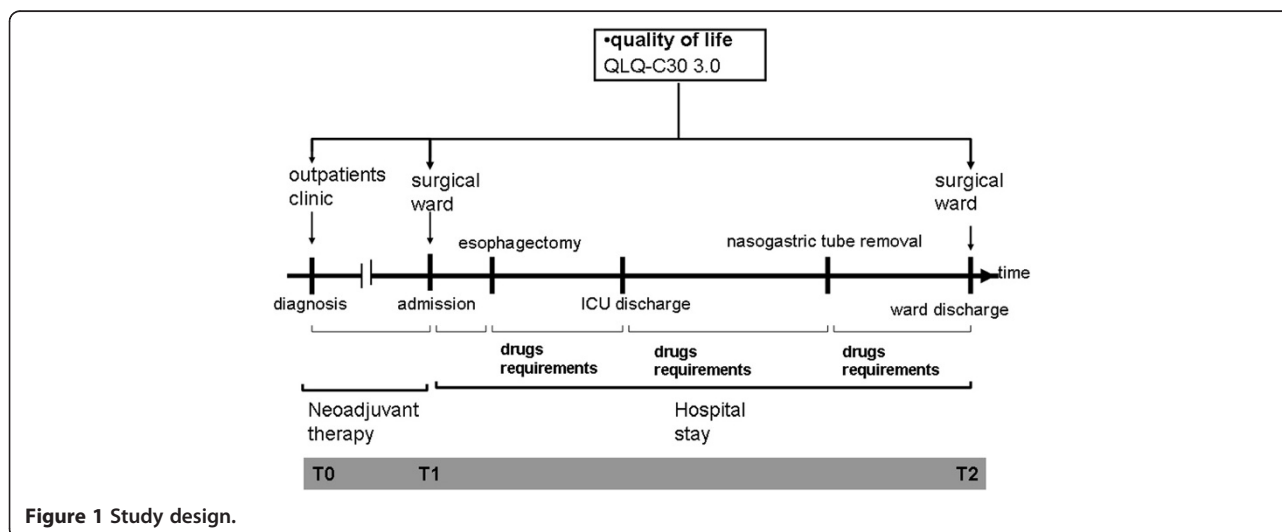 •quality of life
QLQ-C30 3.0
outpatients
clinic
surgical
ward
surgical
ward
esophagectomy
nasogastric tube removal
time
diagnosis
admission
ICU discharge
ward discharge
drugs
requirements
drugs
requirements
drugs
requirements
Neoadjuvant
therapy
Hospital
stay
T0 T1 T2
Figure 1 Study design.